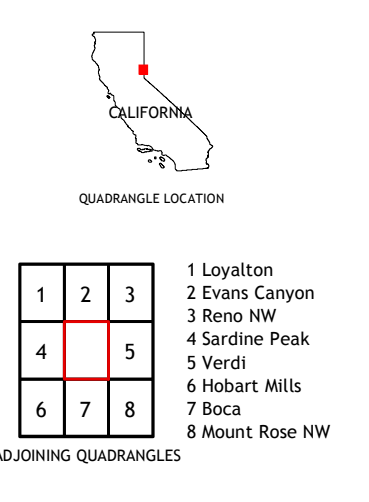 CALIFORNIA
QUADRANGLE LOCATION
1 2 3
4 5
6 7 8
1 Loyalton
2 Evans Canyon
3 Reno NW
4 Sardine Peak
5 Verdi
6 Hobart Mills
7 Boca
8 Mount Rose NW
ADJOINING QUADRANGLES